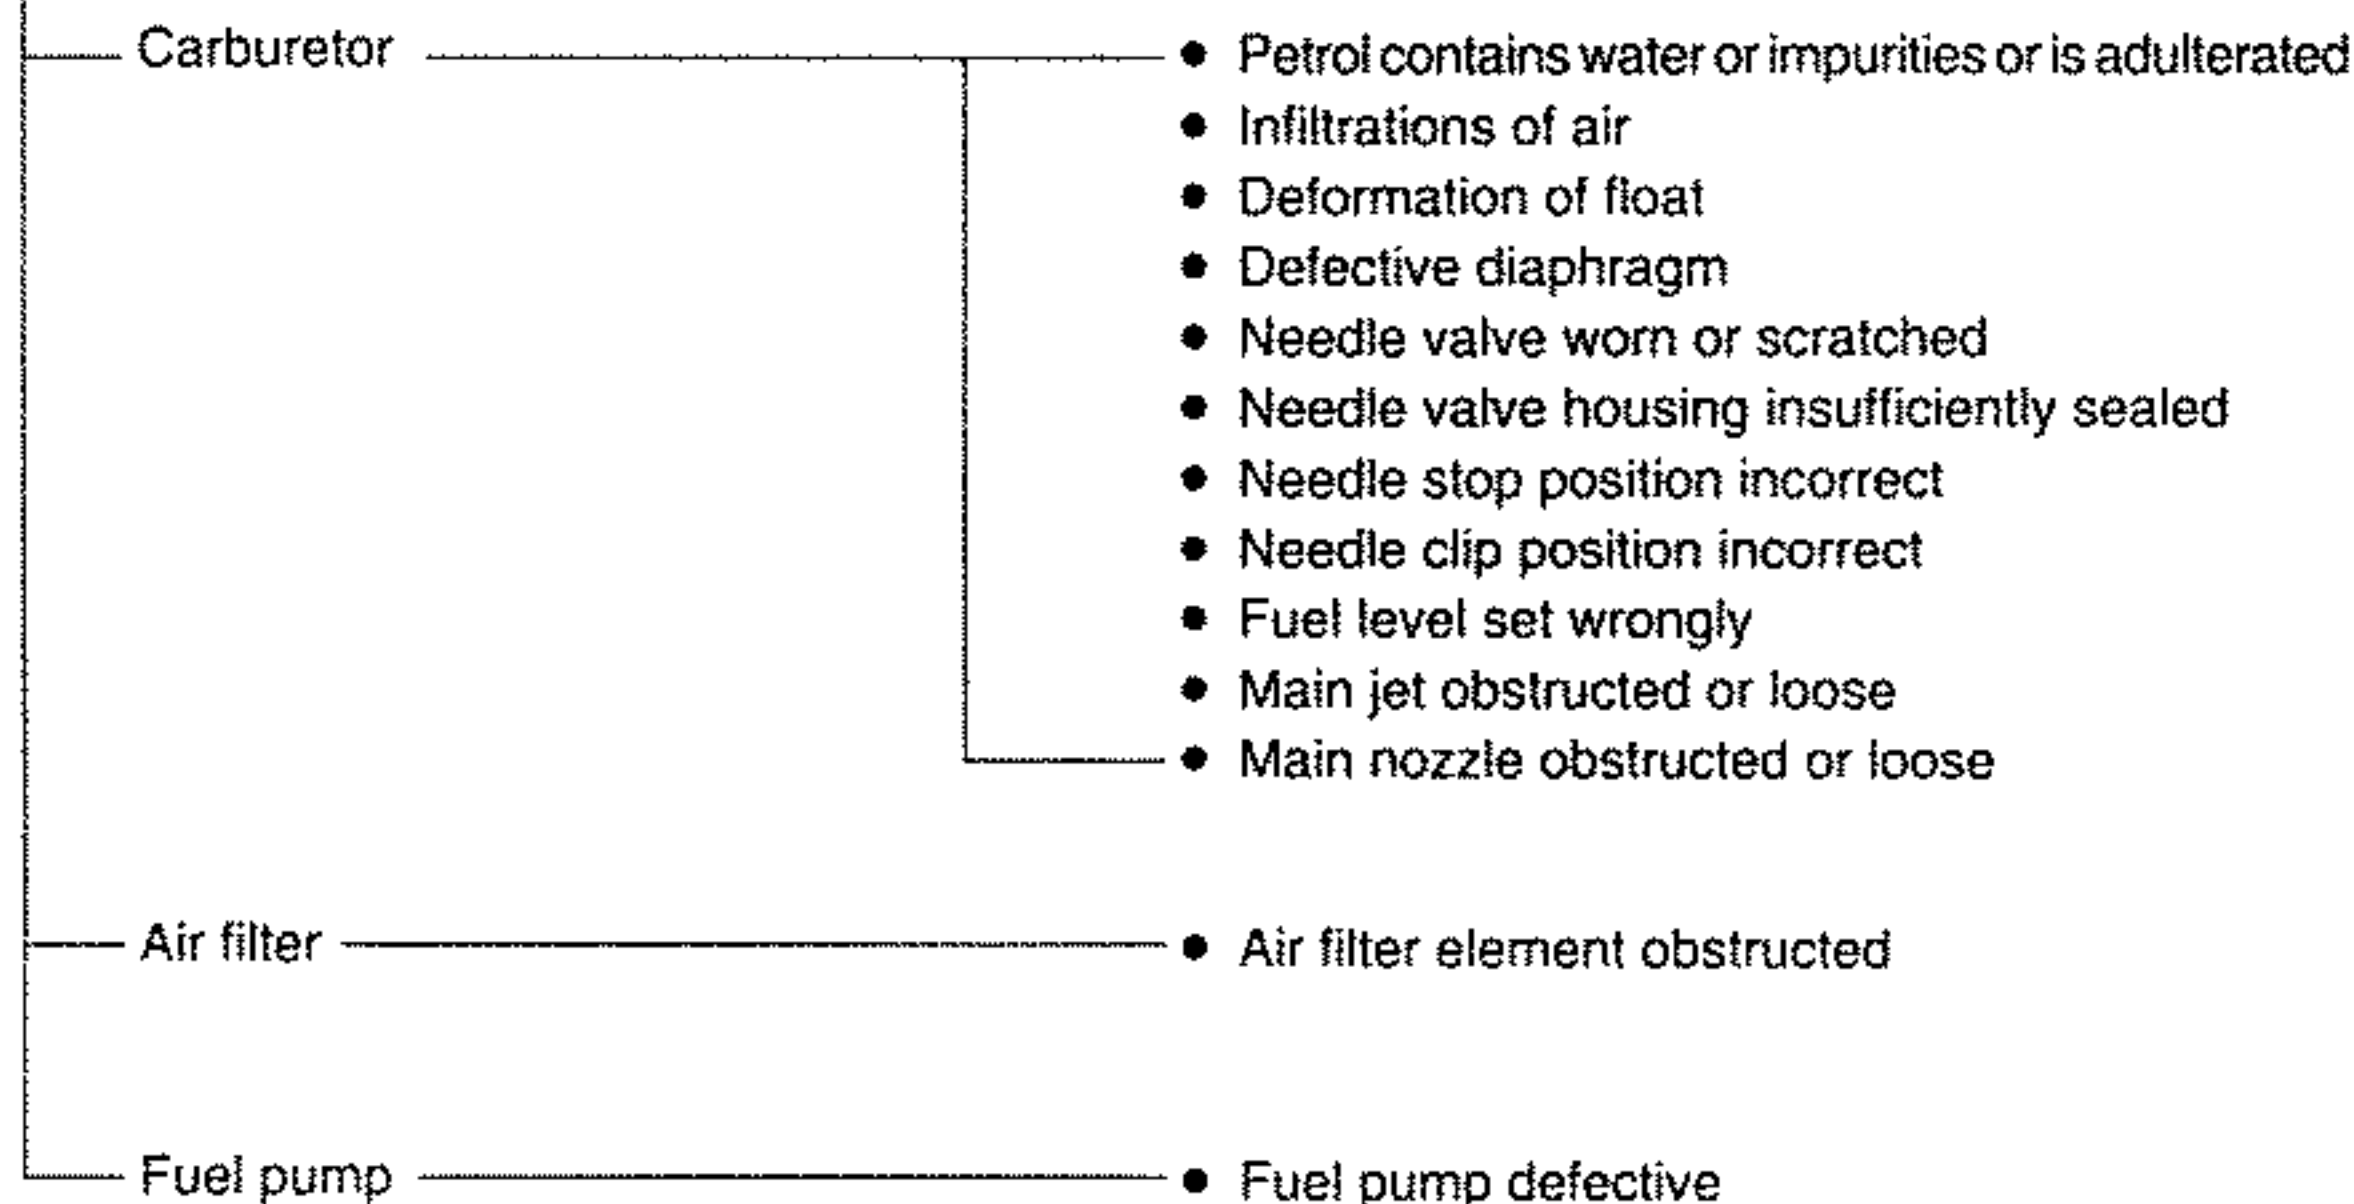 Carburetor ● Petrol contains water or impurities or is adulterated
● Infiltrations of air
● Deformation of float
● Defective diaphragm
● Needle valve worn or scratched
● Needle valve housing insufficiently sealed
● Needle stop position incorrect
● Needle clip position incorrect
● Fuel level set wrongly
● Main jet obstructed or loose
● Main nozzle obstructed or loose
Air filter ● Air filter element obstructed
Fuel pump ● Fuel pump defective